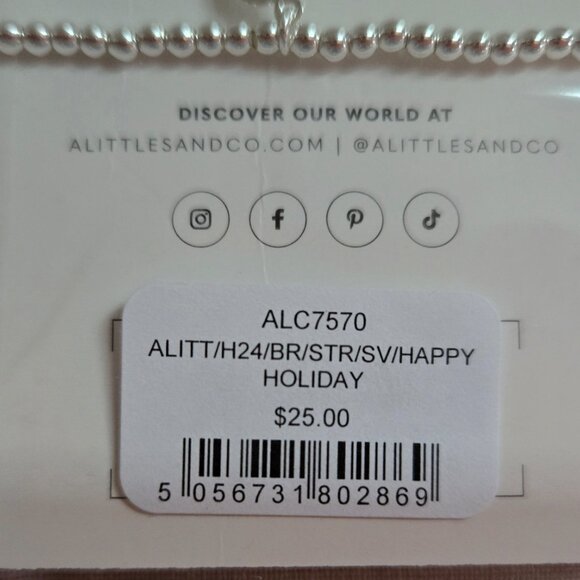 DISCOVER OUR WORLD AT
ALITTLESANDCO.COM | @ALITTLESANDCO
ALC7570
ALITT/H24/BR/STR/SV/HAPPY
HOLIDAY
$25.00
5 056731 802869